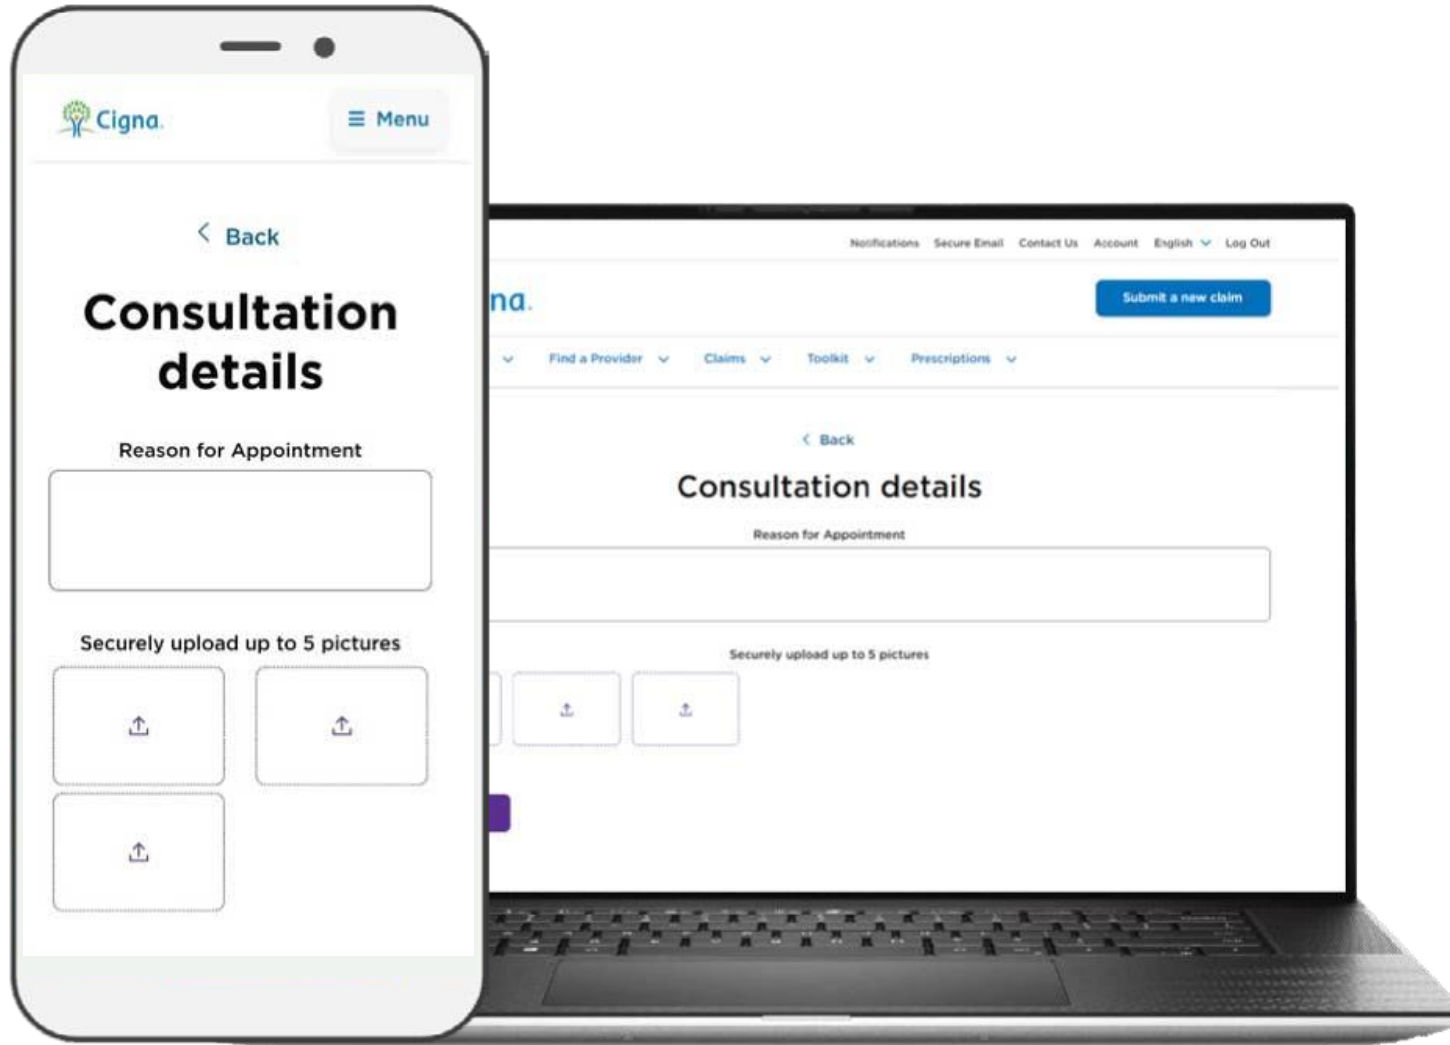 Cigna.
Menu
Back
Consultation
details
Reason for Appointment
Securely upload up to 5 pictures
Notifications Secure Email Contact Us Account English Log Out
na.
Submit a new claim
Find a Provider Claims Toolkit Prescriptions
Back
Consultation details
Reason for Appointment
Securely upload up to 5 pictures